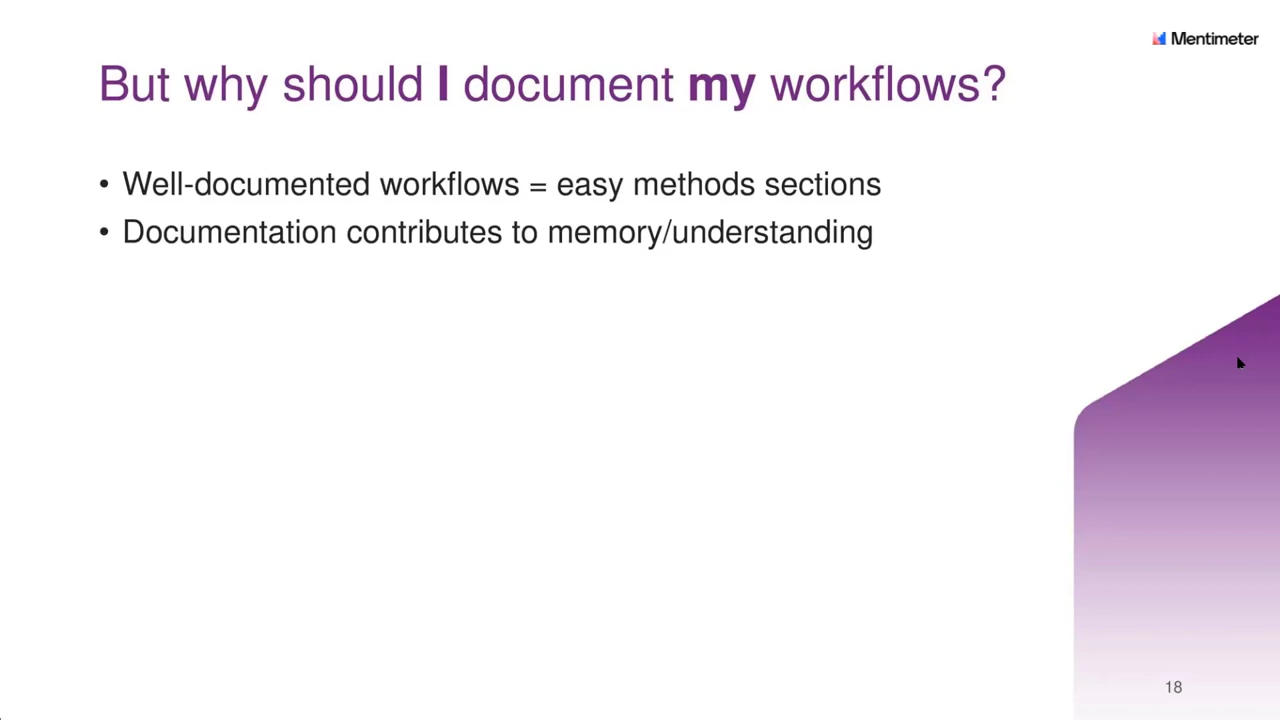 Mentimeter
But why should I document my workflows?
• Well-documented workflows = easy methods sections
• Documentation contributes to memory/understanding
18